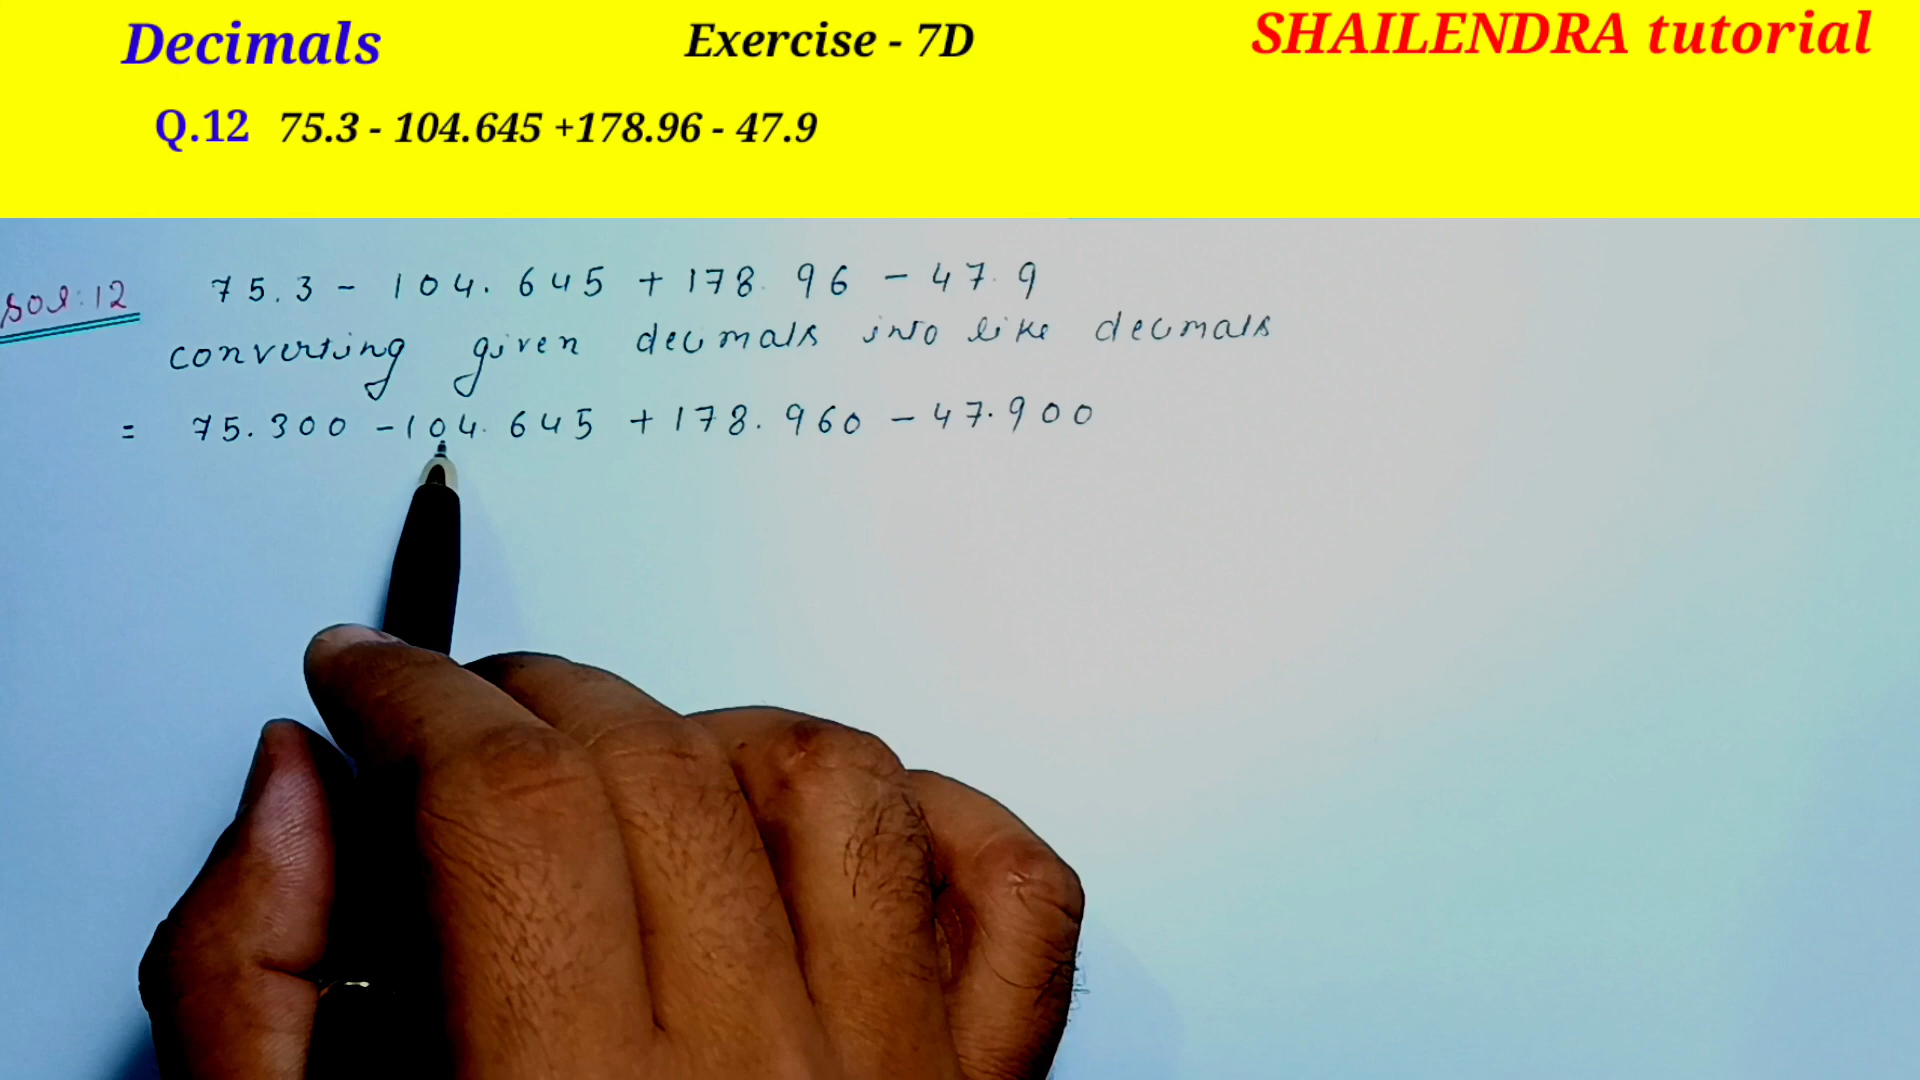 Decimals Exercise - 7D SHAILENDRA tutorial
Q.12 75.3 - 104.645 +178.96 - 47.9
Sol:12 75.3 - 104.645 + 178.96 - 47.9
converting given decimals into like decimals
= 75.300 - 104.645 + 178.960 - 47.900